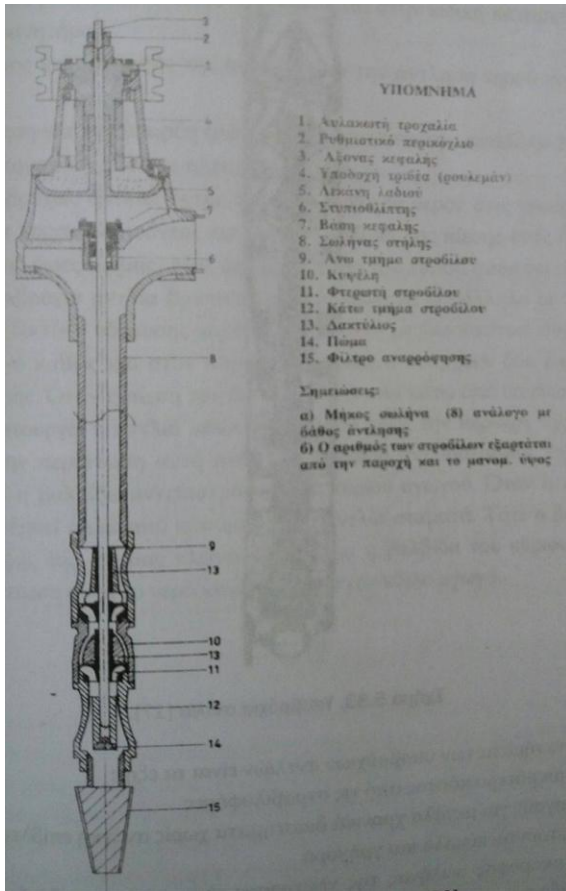 ΥΠΟΜΝΗΜΑ
1. Αυλακωτή τροχαλία
2. Ρυθμιστικό περικόχλιο
3. Άξονας κεφαλής
4. Υποδοχή τριβέα (ρουλεμάν)
5. Λεκάνη λαδιού
6. Στυπιοθλίπτης
7. Βάση κεφαλής
8. Σωλήνας στήλης
9. Άνω τμήμα στροβίλου
10. Κυψέλη
11. Φτερωτή στροβίλου
12. Κάτω τμήμα στροβίλου
13. Δακτύλιος
14. Πώμα
15. Φίλτρο αναρρόφησης
Σημειώσεις:
α) Μήκος σωλήνα (8) ανάλογο με
βάθος άντλησης
β) Ο αριθμός των στροβίλων εξαρτάται
από την παροχή και το μανομ. ύψος
3
2
1
4
5
7
6
8
9
13
10
13
11
12
14
15